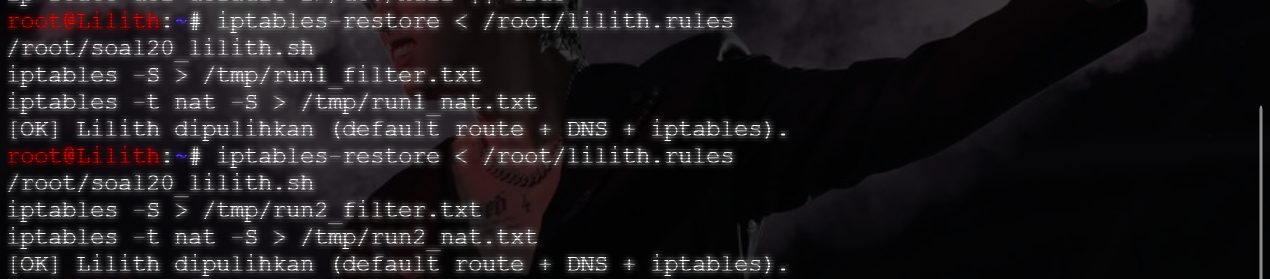 root@Lilith:~# iptables-restore < /root/lilith.rules
/root/soal20_lilith.sh
iptables -S > /tmp/run1_filter.txt
iptables -t nat -S > /tmp/run1_nat.txt
[OK] Lilith dipulihkan (default route + DNS + iptables).
root@Lilith:~# iptables-restore < /root/lilith.rules
/root/soal20_lilith.sh
iptables -S > /tmp/run2_filter.txt
iptables -t nat -S > /tmp/run2_nat.txt
[OK] Lilith dipulihkan (default route + DNS + iptables).